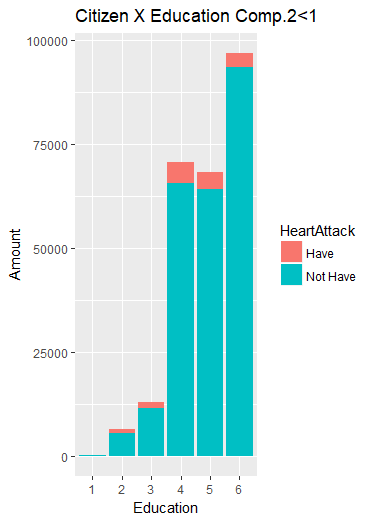 Citizen X Education Comp.2<1
100000
75000
50000
25000
0
Amount
1 2 3 4 5 6
Education
HeartAttack
Have
Not Have